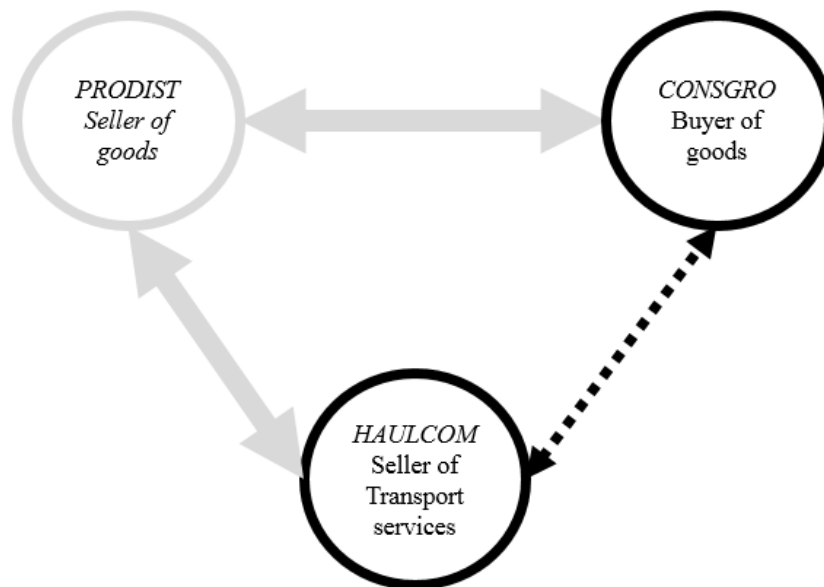 PRODIST
Seller of
goods
CONSGRO
Buyer of
goods
HAULCOM
Seller of
Transport
services